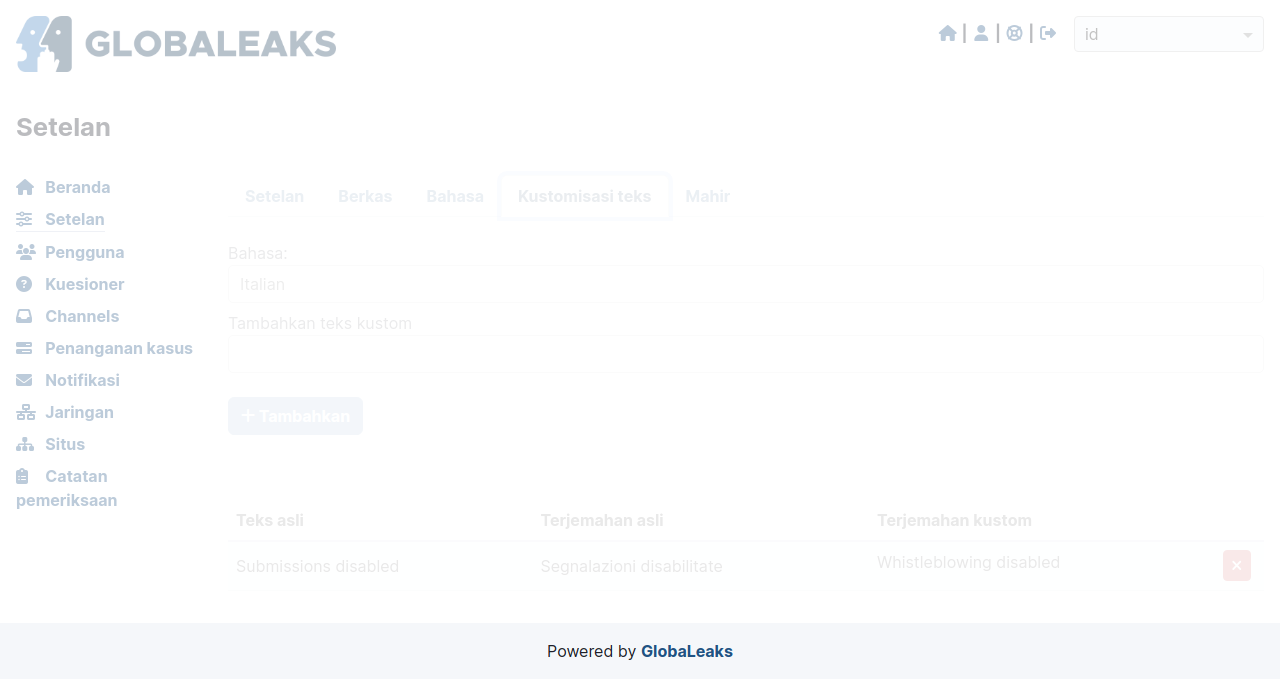 GLOBALEAKS
| | |
id
Setelan
Beranda
Setelan
Pengguna
Kuesioner
Channels
Penanganan kasus
Notifikasi
Jaringan
Situs
Catatan
pemeriksaan
Setelan Berkas Bahasa Kustomisasi teks Mahir
Bahasa:
Italian
Tambahkan teks kustom
+ Tambahkan
Teks asli Terjemahan asli Terjemahan kustom
Submissions disabled Segnalazioni disabilitate Whistleblowing disabled
Powered by GlobaLeaks